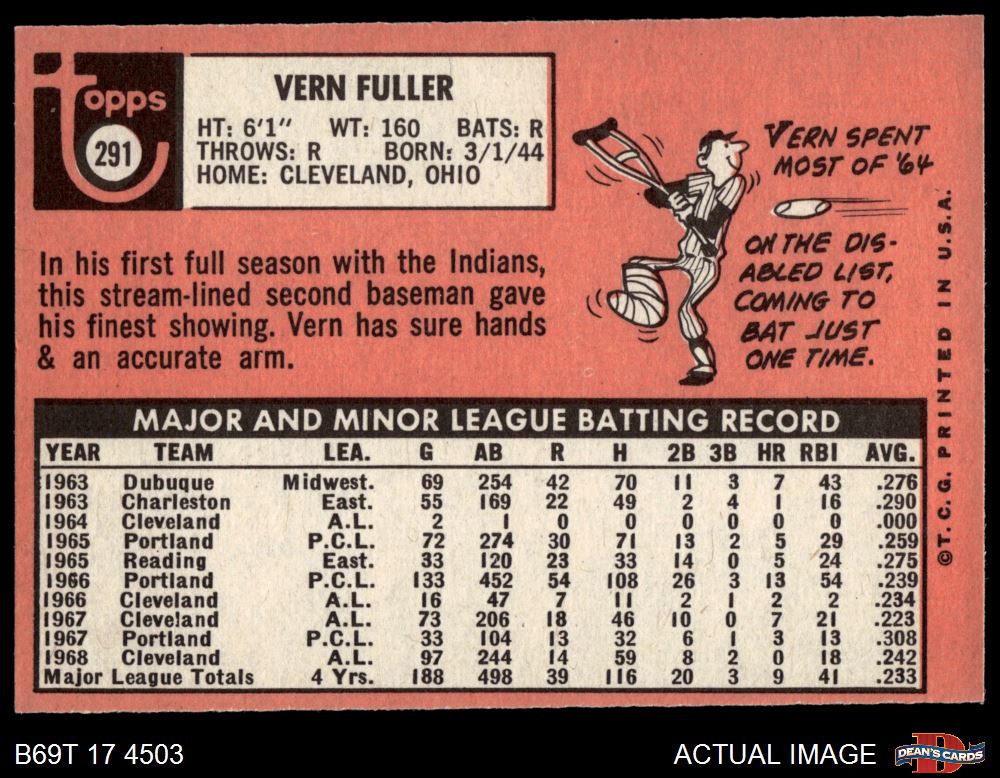 Topps
291
VERN FULLER
HT: 6'1" WT: 160 BATS: R
THROWS: R BORN: 3/1/44
HOME: CLEVELAND, OHIO
In his first full season with the Indians,
this stream-lined second baseman gave
his finest showing. Vern has sure hands
& an accurate arm.
VERN SPENT
MOST OF '64
ON THE DIS-
ABLED LIST,
COMING TO
BAT JUST
ONE TIME.
©T. C. G. PRINTED IN U.S.A.
MAJOR AND MINOR LEAGUE BATTING RECORD
YEAR TEAM LEA. G AB R H 2B 3B HR RBI AVG.
1963 Dubuque Midwest. 69 254 42 70 11 3 7 43 .276
1963 Charleston East. 55 169 22 49 2 4 1 16 .290
1964 Cleveland A.L. 2 1 0 0 0 0 0 0 .000
1965 Portland P.C.L. 72 274 30 71 13 2 5 29 .259
1965 Reading East. 33 120 23 33 14 0 5 24 .275
1966 Portland P.C.L. 133 452 54 108 26 3 13 54 .239
1966 Cleveland A.L. 16 47 7 11 2 1 2 2 .234
1967 Cleveland A.L. 73 206 18 46 10 0 7 21 .223
1967 Portland P.C.L. 33 104 13 32 6 1 3 13 .308
1968 Cleveland A.L. 97 244 14 59 8 2 0 18 .242
Major League Totals 4 Yrs. 188 498 39 116 20 3 9 41 .233
B69T 17 4503
ACTUAL IMAGE
DEAN'S CARDS